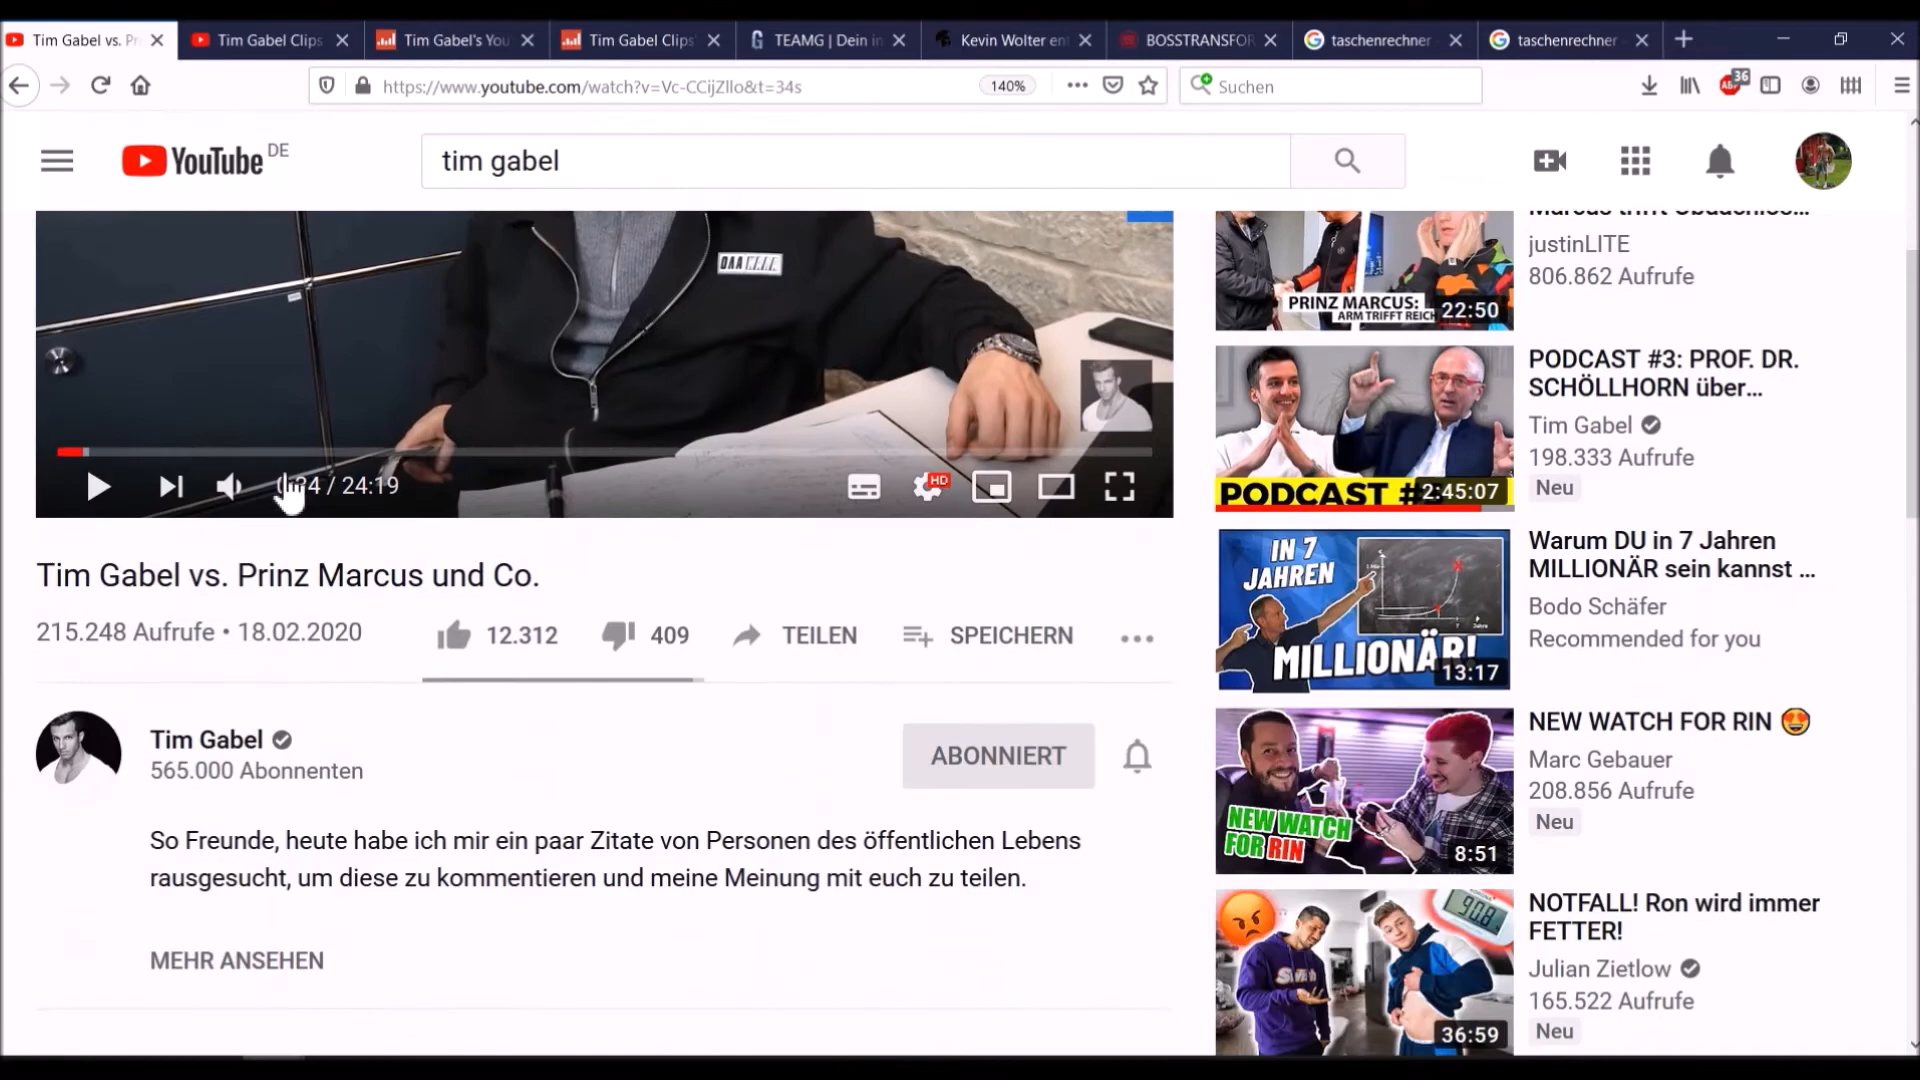 Tim Gabel vs. Pr
Tim Gabel Clips
Tim Gabel's You
Tim Gabel Clips
TEAMG | Dein in
Kevin Wolter en
BOSSTRANSFOR
taschenrechner
taschenrechner
https://www.youtube.com/watch?v=Vc-CCijZllo&t=34s
140%
Suchen
ABP
36
YouTube DE
tim gabel
24:19
HD
Tim Gabel vs. Prinz Marcus und Co.
215.248 Aufrufe • 18.02.2020
12.312
409
TEILEN
SPEICHERN
Tim Gabel
565.000 Abonnenten
ABONNIERT
So Freunde, heute habe ich mir ein paar Zitate von Personen des öffentlichen Lebens
rausgesucht, um diese zu kommentieren und meine Meinung mit euch zu teilen.
MEHR ANSEHEN
PRINZ MARCUS:
ARM TRIFFT REICH
22:50
justinLITE
806.862 Aufrufe
PODCAST
2:45:07
PODCAST #3: PROF. DR.
SCHÖLLHORN über...
Tim Gabel
198.333 Aufrufe
Neu
IN 7
JAHREN
MILLIONÄR!
13:17
Warum DU in 7 Jahren
MILLIONÄR sein kannst ...
Bodo Schäfer
Recommended for you
NEW WATCH
FOR RIN
8:51
NEW WATCH FOR RIN 😍
Marc Gebauer
208.856 Aufrufe
Neu
90.8
36:59
NOTFALL! Ron wird immer
FETTER!
Julian Zietlow
165.522 Aufrufe
Neu